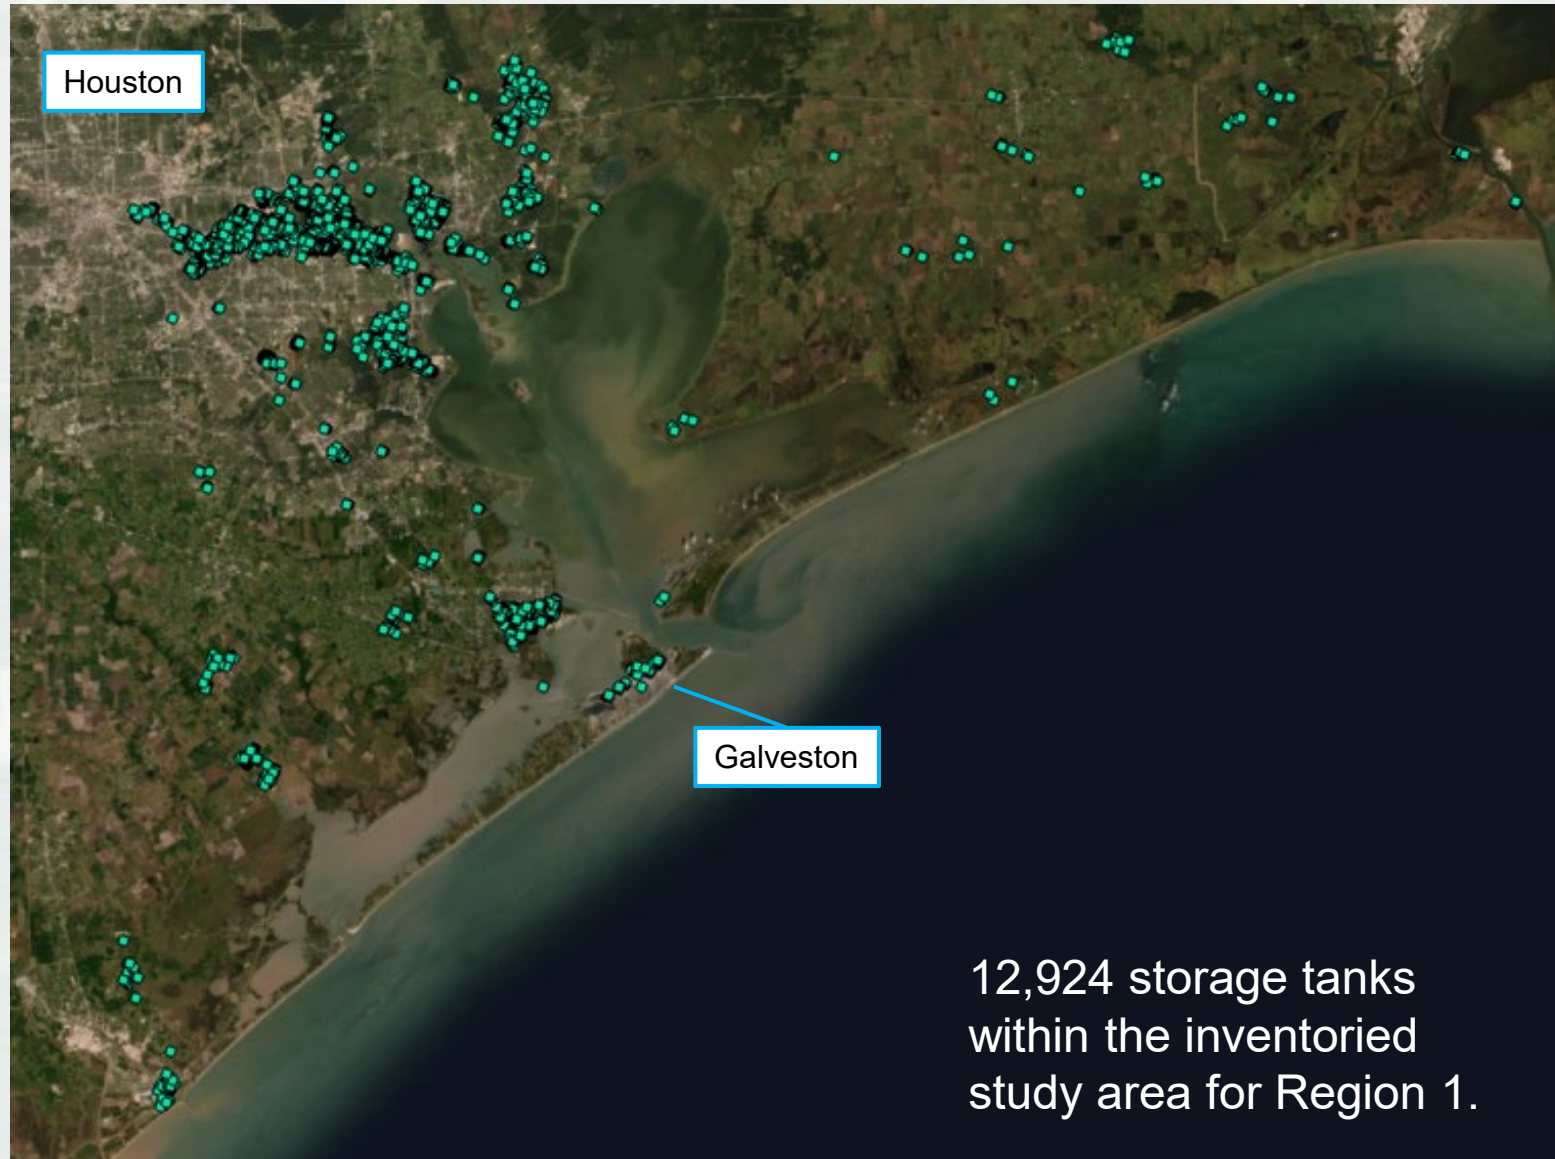 Houston
Galveston
12,924 storage tanks
within the inventoried
study area for Region 1.